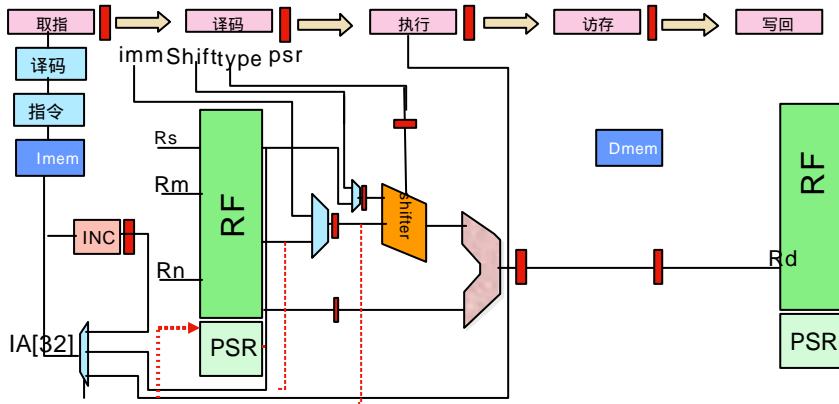 取指
译码
执行
访存
写回
imm
Shift
type
psr
译码
指令
Imem
Rs
Rm
Rn
RF
shifter
Dmem
RF
INC
Rd
IA[32]
PSR
PSR